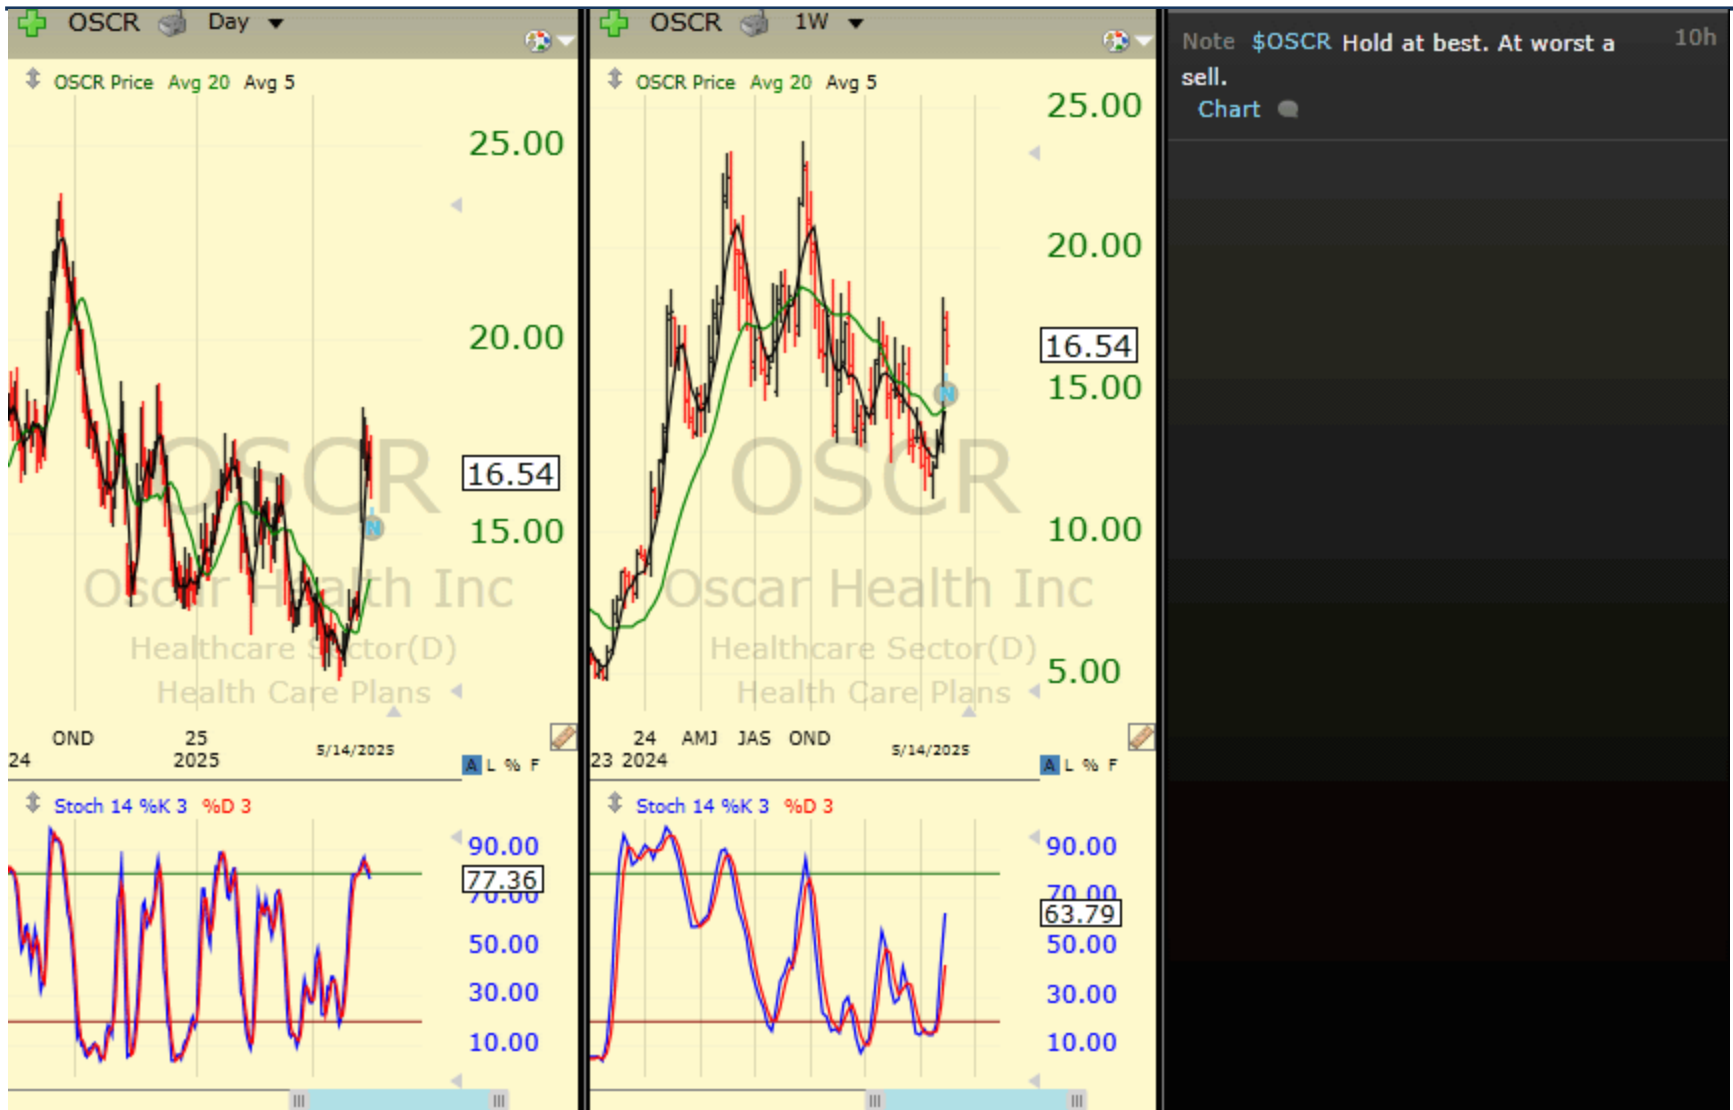 OSCR Day
OSCR Price Avg 20 Avg 5
25.00
20.00
16.54
15.00
OSCR
Oscar Health Inc
Healthcare Sector(D)
Health Care Plans
OND 25 5/14/2025
24 2025
A L % F
Stoch 14 %K 3 %D 3
90.00
77.36
70.00
50.00
30.00
10.00
OSCR 1W
OSCR Price Avg 20 Avg 5
25.00
20.00
16.54
15.00
10.00
5.00
OSCR
Oscar Health Inc
Healthcare Sector(D)
Health Care Plans
N
N
24 AMJ JAS OND 5/14/2025
23 2024
A L % F
Stoch 14 %K 3 %D 3
90.00
70.00
63.79
50.00
30.00
10.00
Note $OSCR Hold at best. At worst a 10h
sell.
Chart